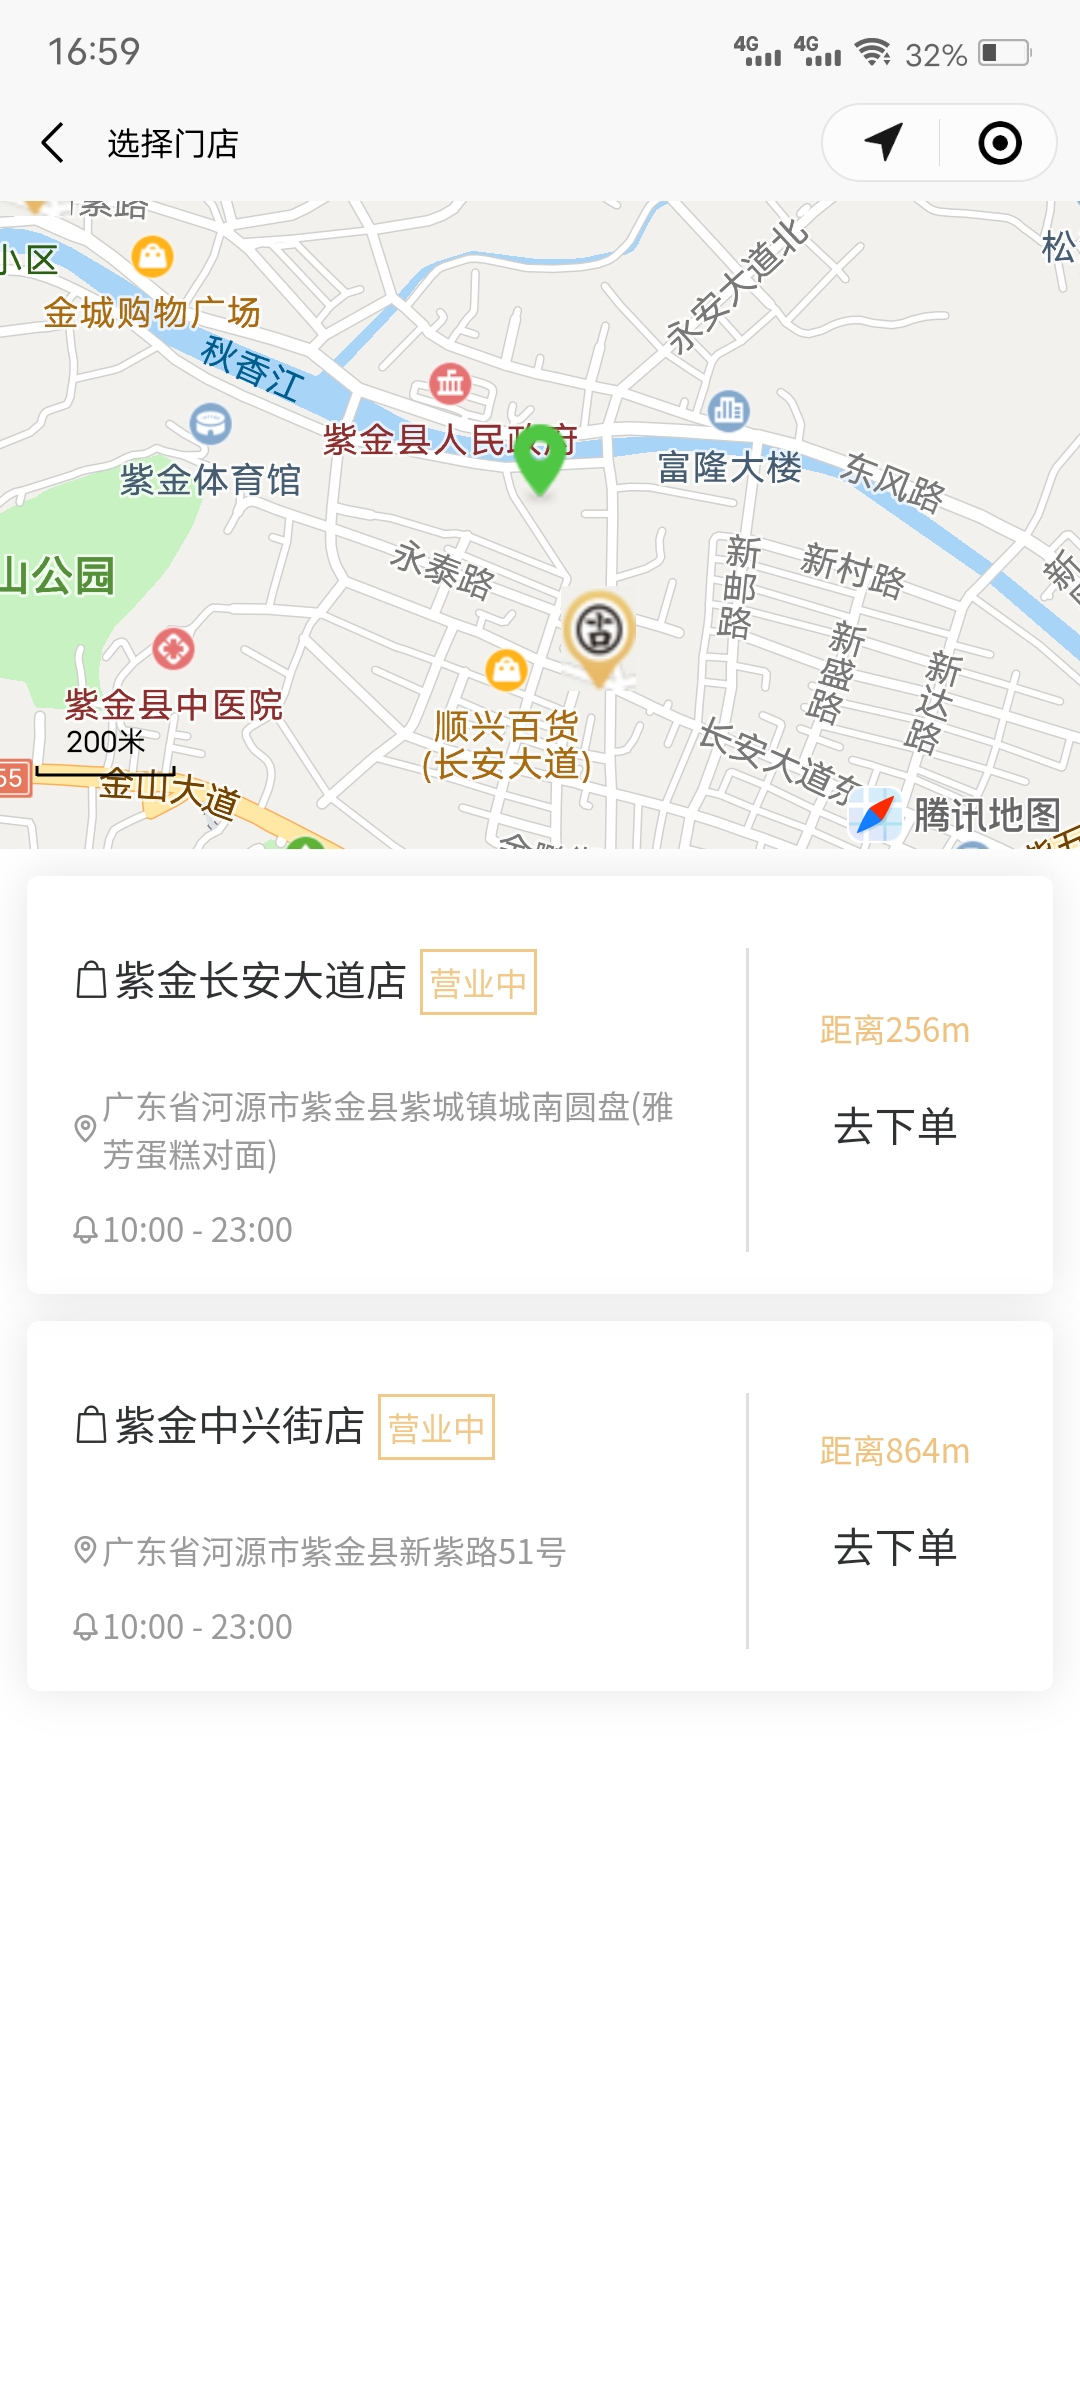 16:59
4G 4G 32%
选择门店
小区
金城购物广场
秋香江
永安大道北
松
紫金县人民政府
紫金体育馆
富隆大楼
东风路
山公园
永泰路
新邮路
新村路
新盛路
新达路
紫金县中医院
200米
顺兴百货
(长安大道)
长安大道东
55
金山大道
腾讯地图
紫金长安大道店
营业中
距离256m
广东省河源市紫金县紫城镇城南圆盘(雅
芳蛋糕对面)
去下单
10:00 - 23:00
紫金中兴街店
营业中
距离864m
广东省河源市紫金县新紫路51号
去下单
10:00 - 23:00